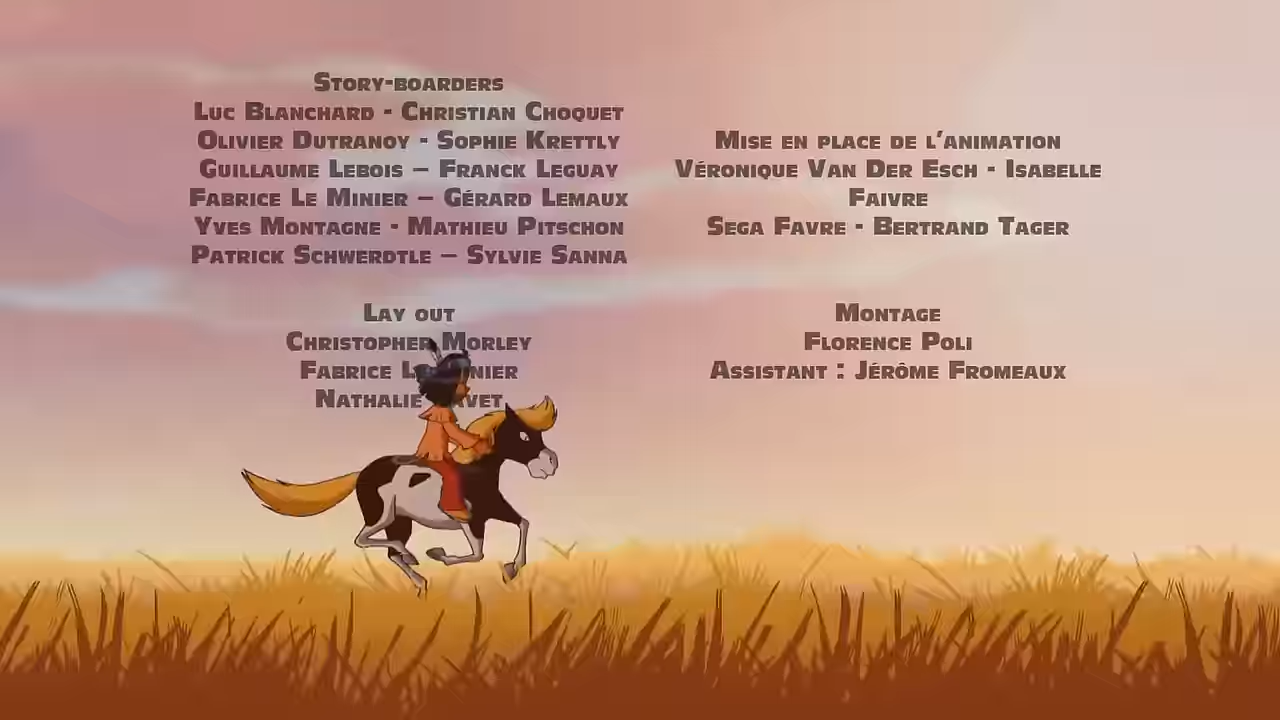 Story-boarders
Luc Blanchard - Christian Choquet
Olivier Dutranoy - Sophie Krettly
Guillaume Lebois – Franck Leguay
Fabrice Le Minier – Gérard Lemaux
Yves Montagne - Mathieu Pitschon
Patrick Schwerdtle – Sylvie Sanna
Lay out
Christopher Morley
Fabrice
Nathalie
Mise en place de l’animation
Véronique Van Der Esch - Isabelle
Faivre
Sega Favre - Bertrand Tager
Montage
Florence Poli
Assistant : Jérôme Fromeaux